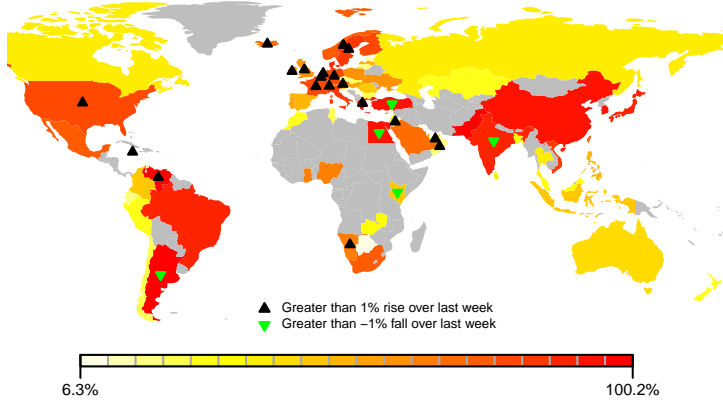 Greater than 1% rise over last week
Greater than −1% fall over last week
6.3%
100.2%